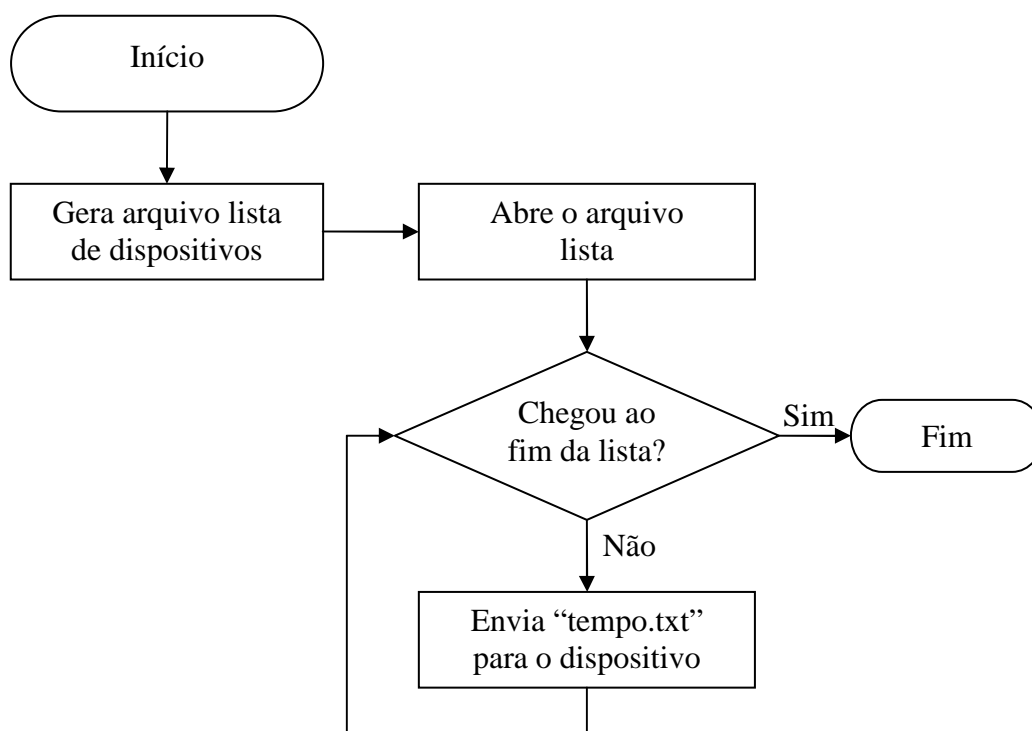 Início
Gera arquivo lista
de dispositivos
Abre o arquivo
lista
Chegou ao
fim da lista?
Sim
Fim
Não
Envia “tempo.txt”
para o dispositivo